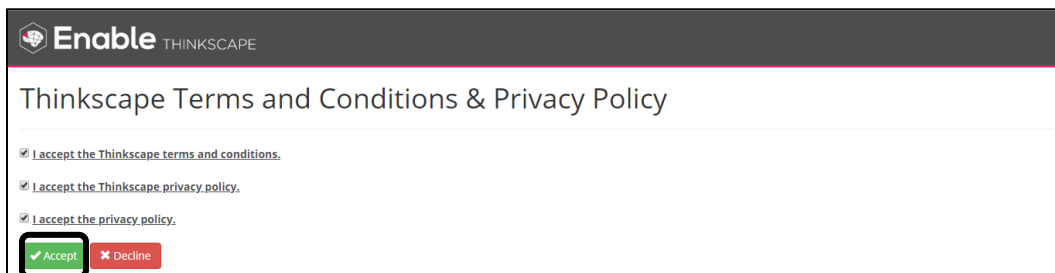 Enable THINKSCAPE
Thinkscape Terms and Conditions & Privacy Policy
I accept the Thinkscape terms and conditions.
I accept the Thinkscape privacy policy.
I accept the privacy policy.
Accept Decline